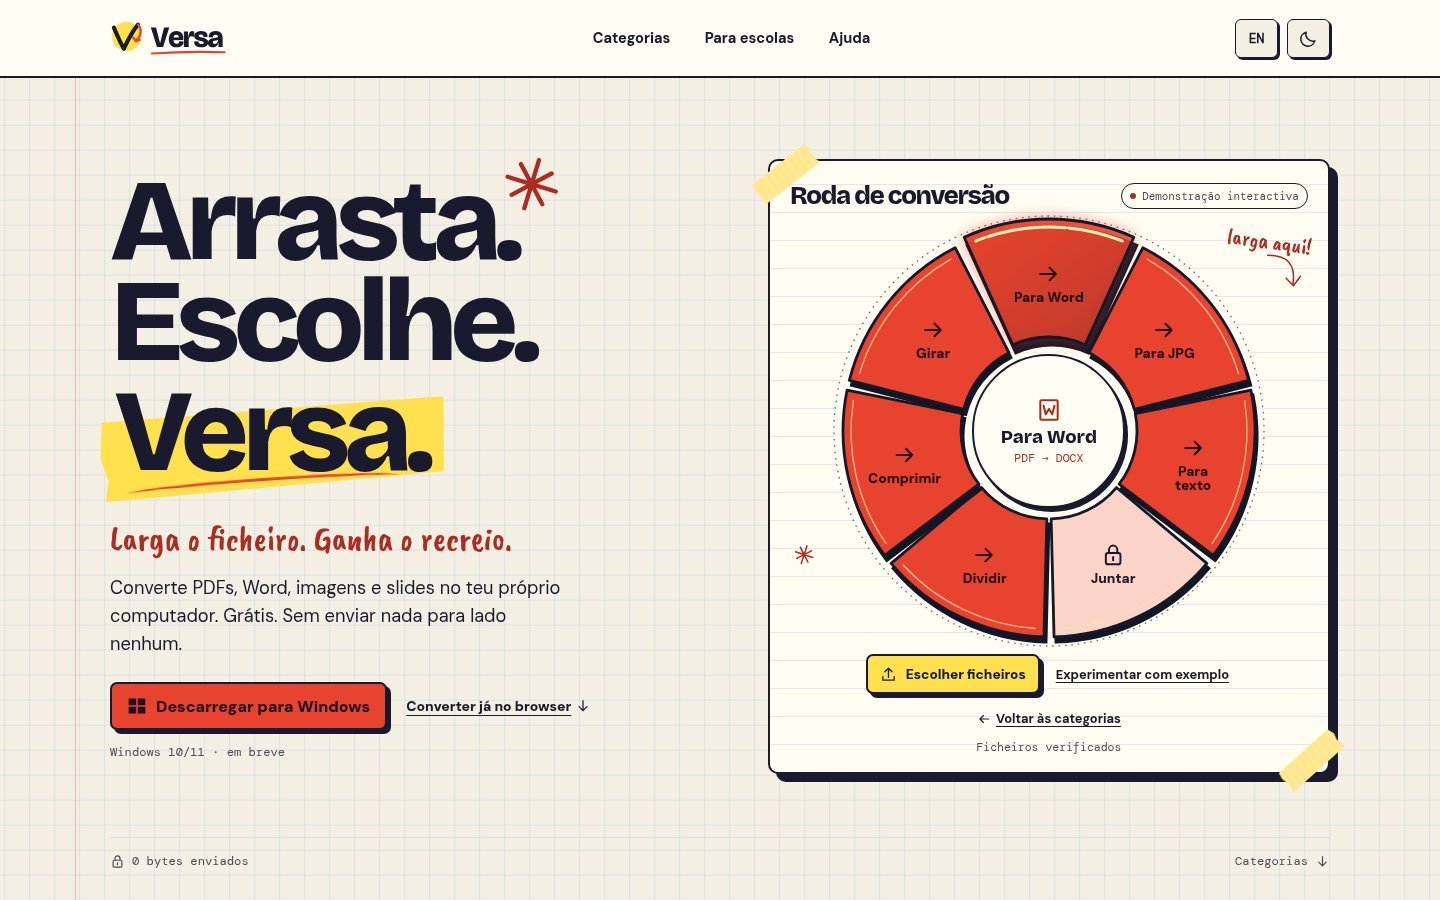 Versa
Categorias
Para escolas
Ajuda
EN
Arrasta.
Escolhe.
Versa.
Larga o ficheiro. Ganha o recreio.
Converte PDFs, Word, imagens e slides no teu próprio
computador. Grátis. Sem enviar nada para lado
nenhum.
Descarregar para Windows
Converter já no browser ↓
Windows 10/11 · em breve
Roda de conversão
Demonstração interactiva
larga aqui!
→
Para Word
→
Para JPG
→
Para
texto
Juntar
→
Dividir
→
Comprimir
→
Girar
W
Para Word
PDF → DOCX
Escolher ficheiros
Experimentar com exemplo
← Voltar às categorias
Ficheiros verificados
0 bytes enviados
Categorias ↓